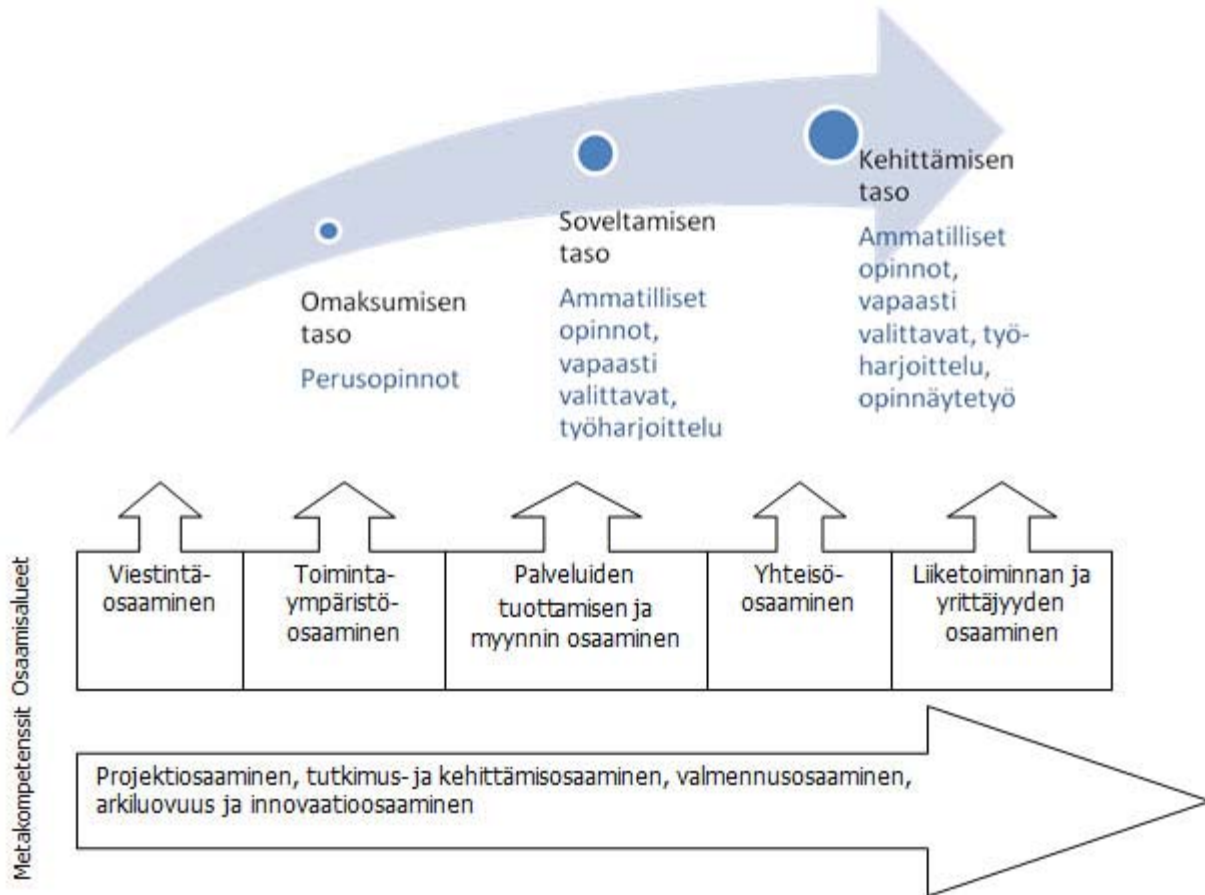 Omaksumisen
taso
Perusopinnot
Soveltamisen
taso
Ammatilliset
opinnot,
vapaasti
valittavat,
työharjoittelu
Kehittämisen
taso
Ammatilliset
opinnot,
vapaasti
valittavat, työ-
harjoittelu,
opinnäytetyö
Osaamisalueet
Viestintä-
osaaminen
Toiminta-
ympäristö-
osaaminen
Palveluiden
tuottamisen ja
myynnin osaaminen
Yhteisö-
osaaminen
Liiketoiminnan ja
yrittäjyyden
osaaminen
Metakompetenssit
Projektiosaaminen, tutkimus- ja kehittämisosaaminen, valmennusosaaminen,
arkiluovuus ja innovaatioosaaminen